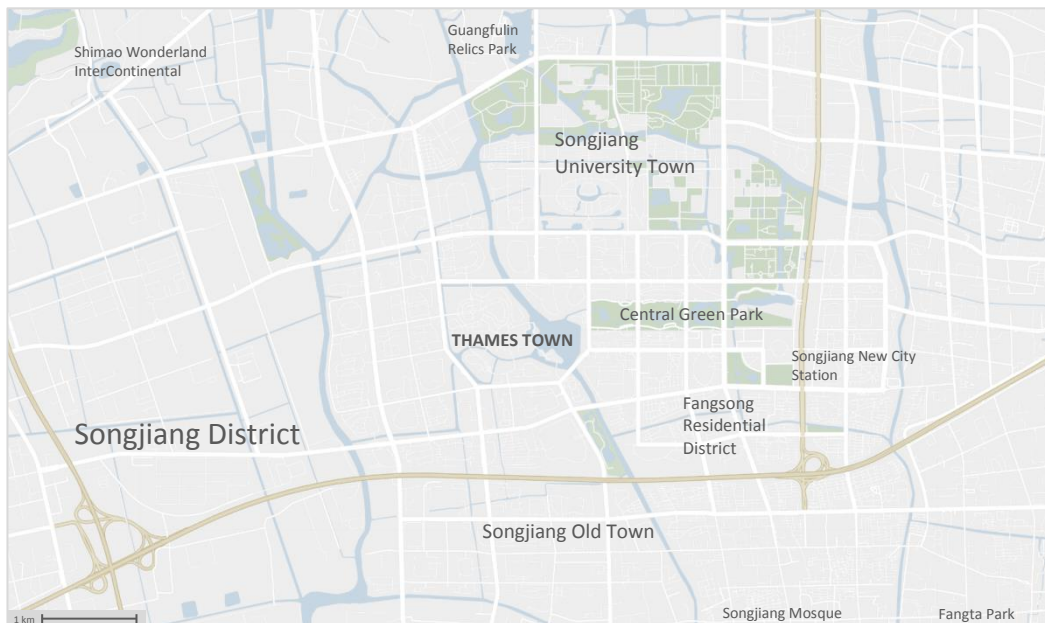 Shimao Wonderland
InterContinental
Guangfulin
Relics Park
Songjiang
University Town
Central Green Park
THAMES TOWN
Songjiang New City
Station
Fangsong
Residential
District
Songjiang District
Songjiang Old Town
Songjiang Mosque
Fangta Park
1 km